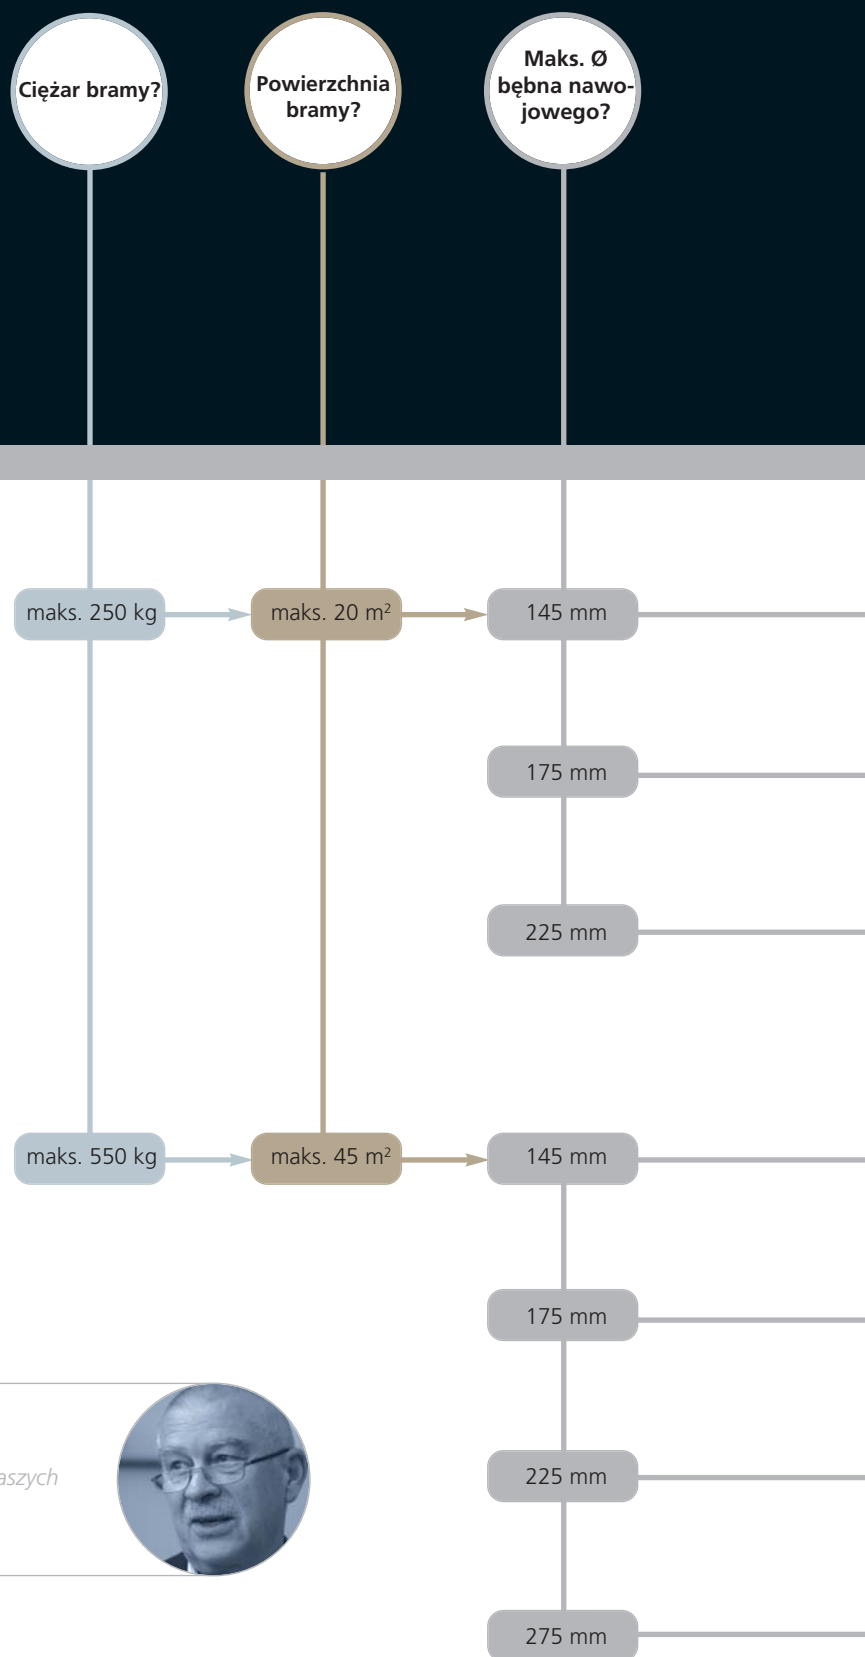 Ciężar bramy?
Powierzchnia
bramy?
Maks. Ø
bębna nawo-
jowego?
maks. 250 kg
maks. 20 m²
145 mm
175 mm
225 mm
maks. 550 kg
maks. 45 m²
145 mm
175 mm
aszych
225 mm
275 mm